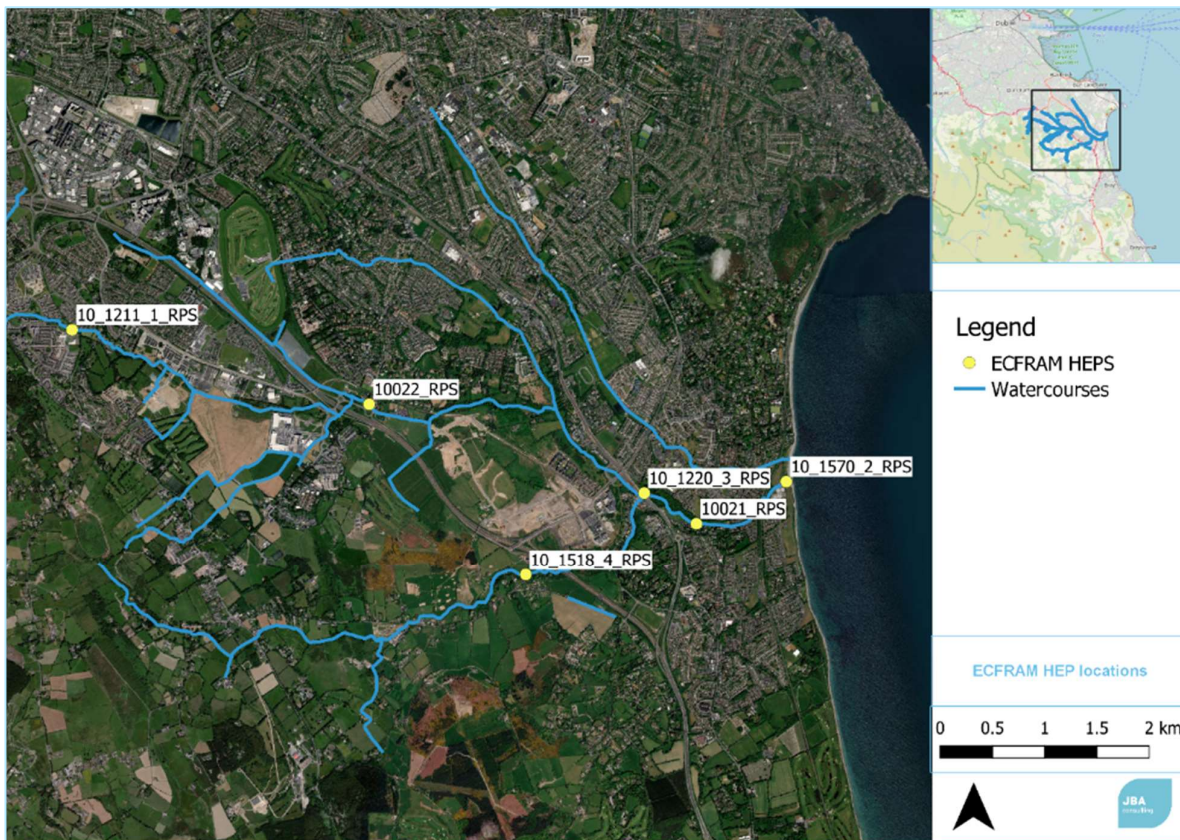 10_1211_1_RPS
10022_RPS
10_1220_3_RPS
10_1570_2_RPS
10021_RPS
10_1518_4_RPS
Dublin
Legend
ECFRAM HEPS
Watercourses
ECFRAM HEP locations
0 0.5 1 1.5 2 km
JBA
consulting